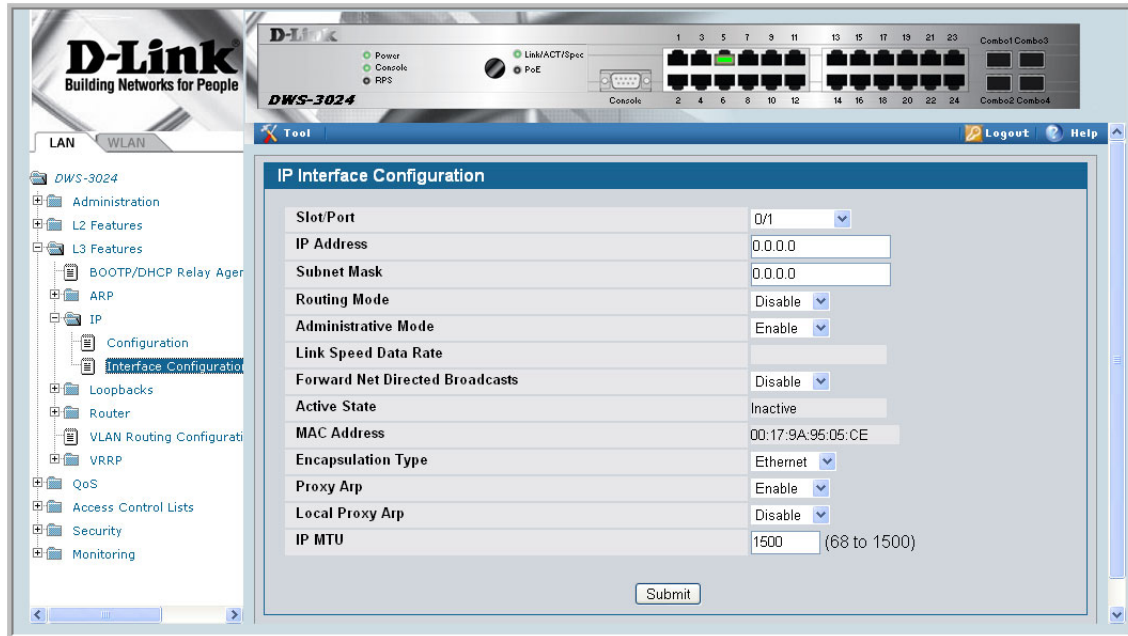 D-Link
Building Networks for People
D-Link
Power
Console
RPS
Link/ACT/Spec
PoE
DWS-3024
Console
1 3 5 7 9 11 13 15 17 19 21 23
2 4 6 8 10 12 14 16 18 20 22 24
Combo1 Combo3
Combo2 Combo4
LAN
WLAN
Tool
Logout
Help
DWS-3024
Administration
L2 Features
L3 Features
BOOTP/DHCP Relay Ager
ARP
IP
Configuration
Interface Configuratio
Loopbacks
Router
VLAN Routing Configurati
VRRP
QoS
Access Control Lists
Security
Monitoring
IP Interface Configuration
Slot/Port 0/1
IP Address 0.0.0.0
Subnet Mask 0.0.0.0
Routing Mode Disable
Administrative Mode Enable
Link Speed Data Rate
Forward Net Directed Broadcasts Disable
Active State Inactive
MAC Address 00:17:9A:95:05:CE
Encapsulation Type Ethernet
Proxy Arp Enable
Local Proxy Arp Disable
IP MTU 1500 (68 to 1500)
Submit